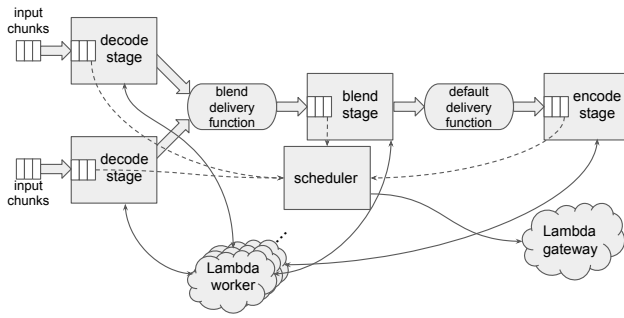 input
chunks
decode
stage
blend
delivery
function
blend
stage
default
delivery
function
encode
stage
decode
stage
input
chunks
scheduler
Lambda
worker
Lambda
gateway